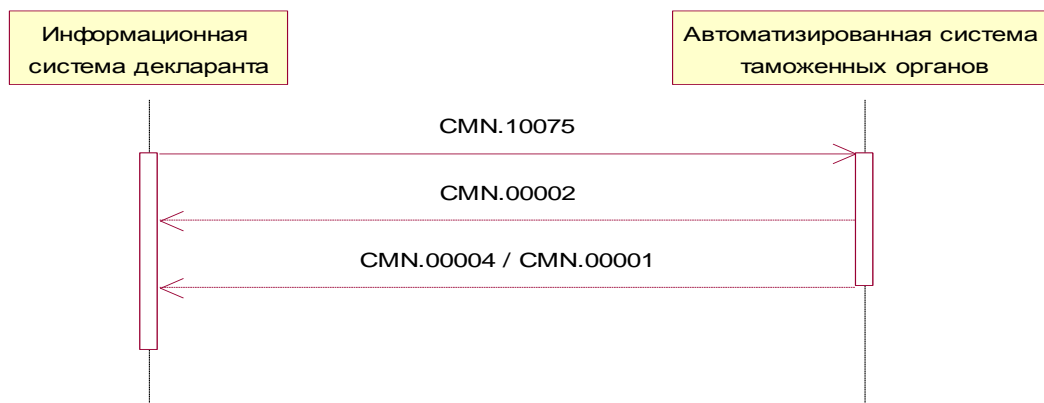 Информационная
система декларанта
Автоматизированная система
таможенных органов
CMN.10075
CMN.00002
CMN.00004 / CMN.00001